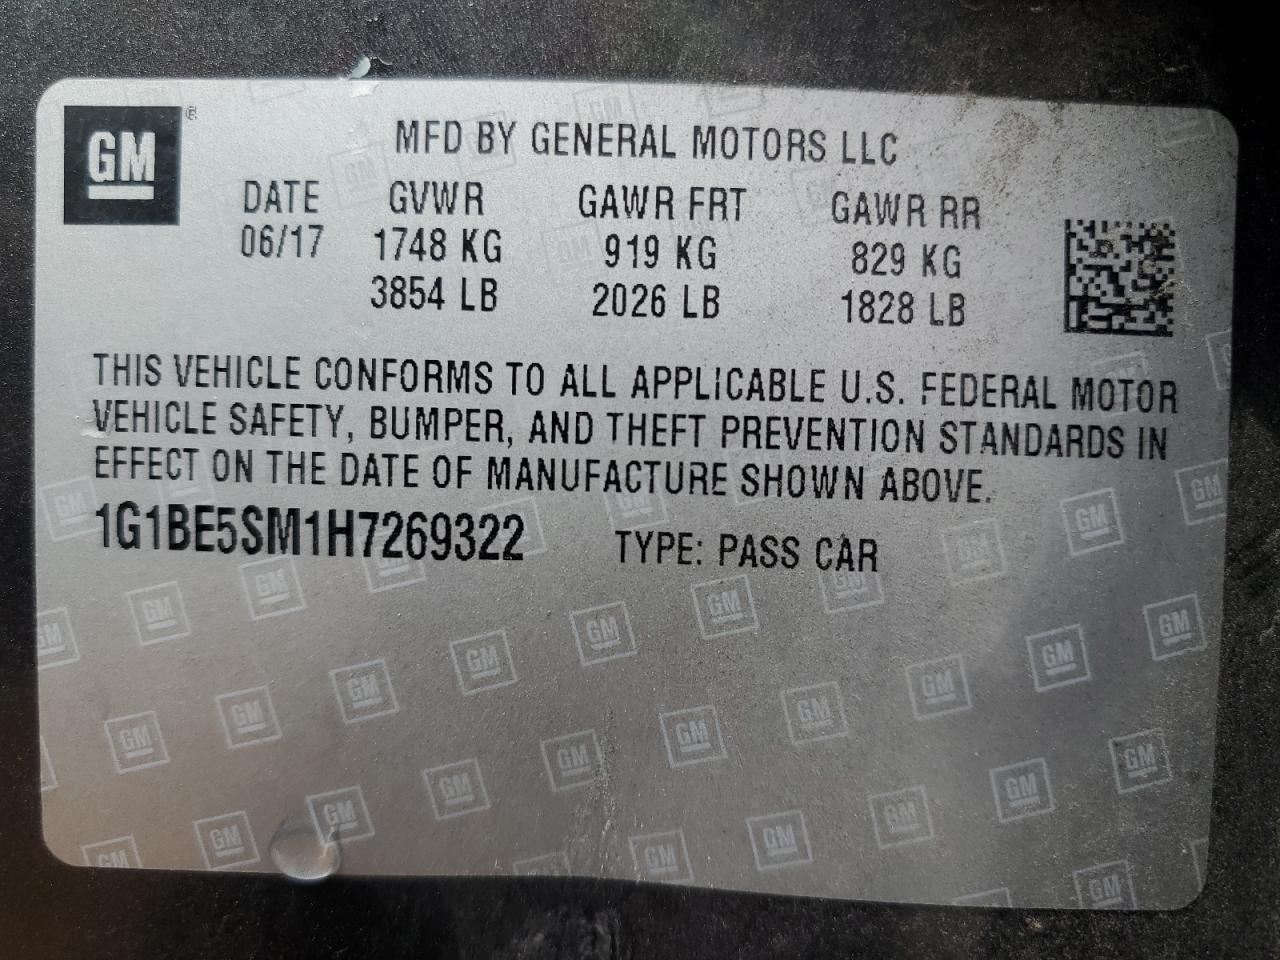 GM ®
MFD BY GENERAL MOTORS LLC
DATE GVWR GAWR FRT GAWR RR
06/17 1748 KG 919 KG 829 KG
3854 LB 2026 LB 1828 LB
THIS VEHICLE CONFORMS TO ALL APPLICABLE U.S. FEDERAL MOTOR
VEHICLE SAFETY, BUMPER, AND THEFT PREVENTION STANDARDS IN
EFFECT ON THE DATE OF MANUFACTURE SHOWN ABOVE.
1G1BE5SM1H7269322 TYPE: PASS CAR